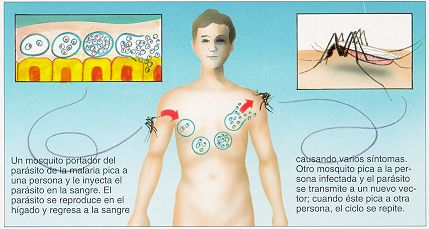 Un mosquito portador del
parásito de la malaria pica a
una persona y le inyecta el
parásito en la sangre. El
parásito se reproduce en el
hígado y regresa a la sangre
causando varios síntomas.
Otro mosquito pica a la per-
sona infectada y el parásito
se transmite a un nuevo vec-
tor; cuando éste pica a otra
persona, el ciclo se repite.